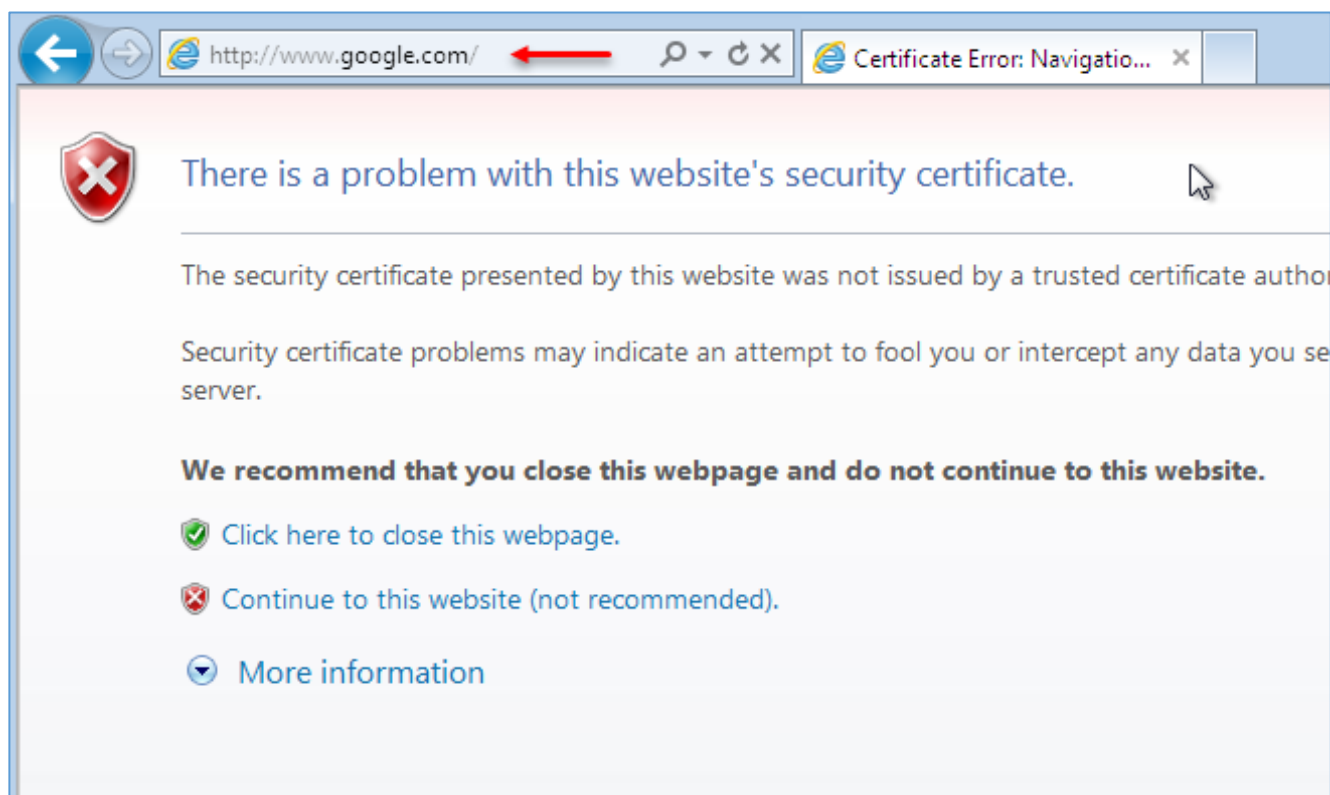 http://www.google.com/
Certificate Error: Navigatio...
There is a problem with this website's security certificate.
The security certificate presented by this website was not issued by a trusted certificate
Security certificate problems may indicate an attempt to fool you or intercept any data you
server.
We recommend that you close this webpage and do not continue to this website.
Click here to close this webpage.
Continue to this website (not recommended).
More information